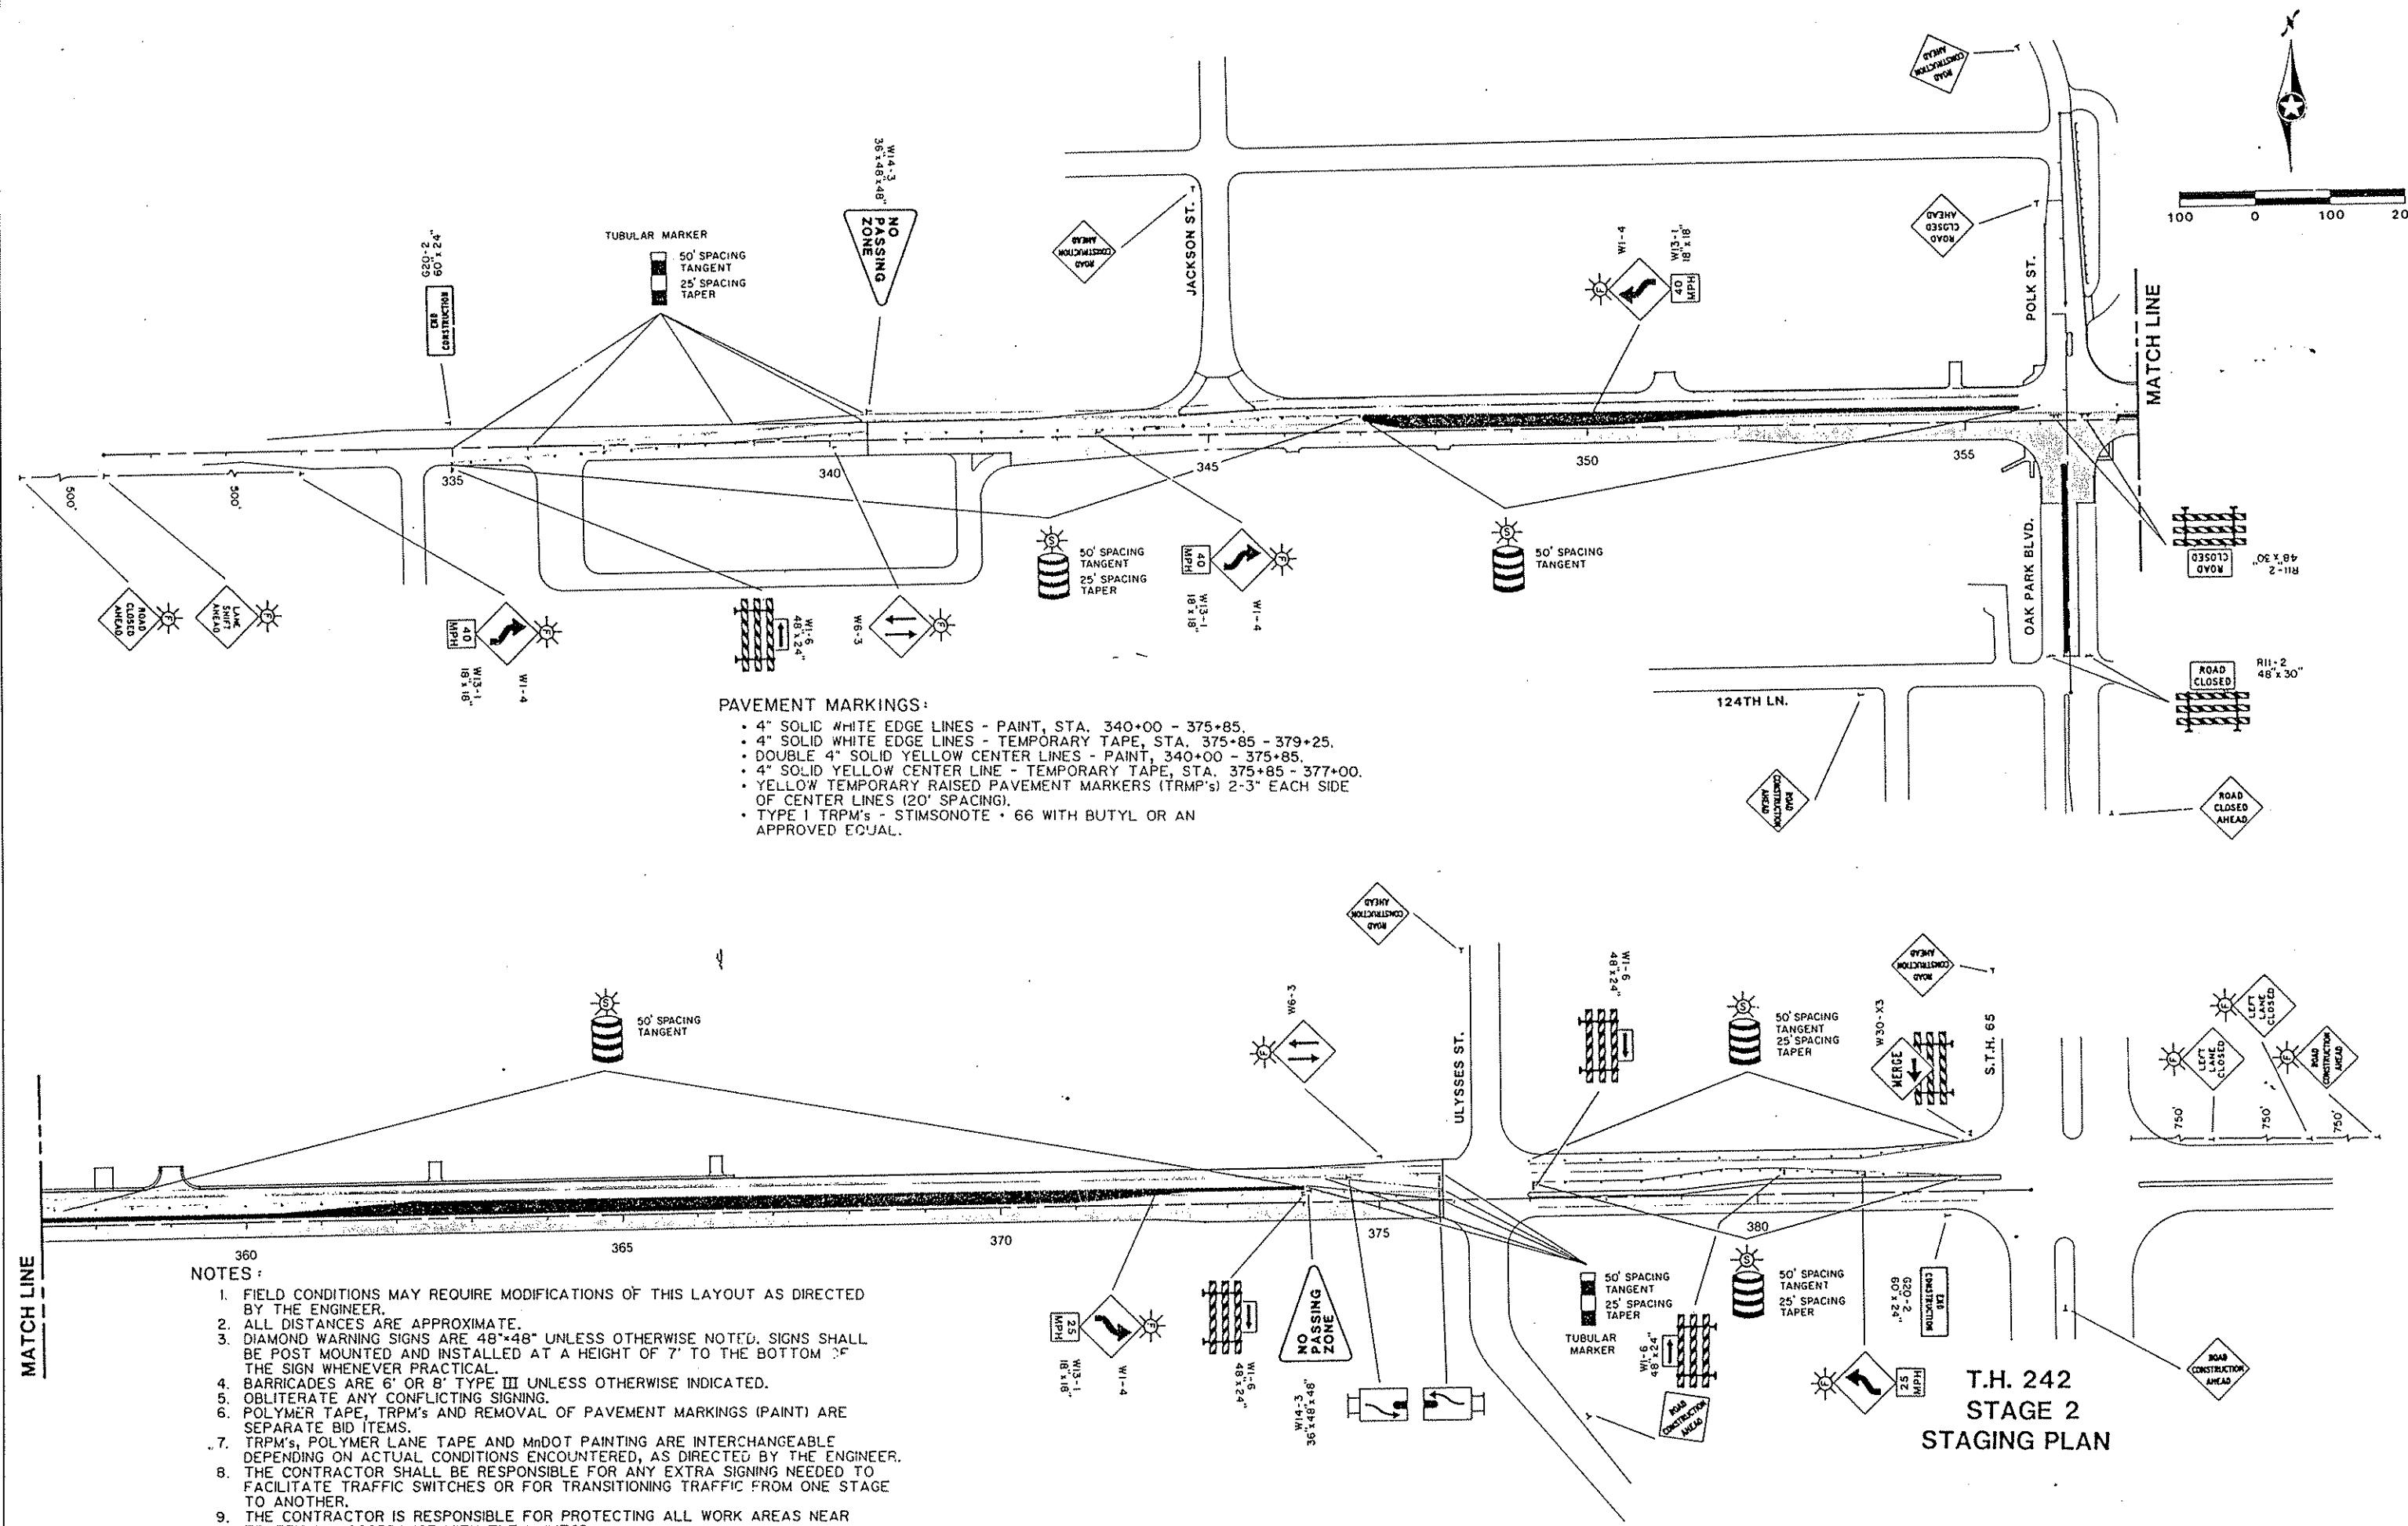 N
ROAD
CONSTRUCTION
AHEAD
100 0 100 20
W14-3
36"x48"x48"
NO
PASSING
ZONE
TUBULAR MARKER
50' SPACING
TANGENT
25' SPACING
TAPER
G20-2
60"x24"
END
CONSTRUCTION
ROAD
CONSTRUCTION
AHEAD
JACKSON ST.
W1-4
W13-1
18"x18"
F
40
MPH
ROAD
CLOSED
AHEAD
POLK ST.
MATCH LINE
335
340
345
350
355
500'
500'
ROAD
CLOSED
AHEAD
F
LANE
SHIFT
AHEAD
F
40
MPH
F
W13-1
18"x18"
W1-4
W1-6
48"x24"
W6-3
F
S
50' SPACING
TANGENT
25' SPACING
TAPER
40
MPH
F
W13-1
18"x18"
W1-4
S
50' SPACING
TANGENT
OAK PARK BLVD.
ROAD
CLOSED
R11-2
48"x30"
ROAD
CLOSED
R11-2
48"x30"
124TH LN.
ROAD
CONSTRUCTION
AHEAD
ROAD
CLOSED
AHEAD
PAVEMENT MARKINGS:
• 4" SOLID WHITE EDGE LINES - PAINT, STA. 340+00 - 375+85.
• 4" SOLID WHITE EDGE LINES - TEMPORARY TAPE, STA. 375+85 - 379+25.
• DOUBLE 4" SOLID YELLOW CENTER LINES - PAINT, 340+00 - 375+85.
• 4" SOLID YELLOW CENTER LINE - TEMPORARY TAPE, STA. 375+85 - 377+00.
• YELLOW TEMPORARY RAISED PAVEMENT MARKERS (TRMP's) 2-3" EACH SIDE
OF CENTER LINES (20' SPACING).
• TYPE I TRPM's - STIMSONOTE • 66 WITH BUTYL OR AN
APPROVED EQUAL.
ROAD
CONSTRUCTION
AHEAD
S
50' SPACING
TANGENT
W6-3
F
ULYSSES ST.
W1-6
48"x24"
S
50' SPACING
TANGENT
25' SPACING
TAPER
W30-X3
MERGE
ROAD
CONSTRUCTION
AHEAD
S.T.H. 65
F
LEFT
LANE
CLOSED
F
LEFT
LANE
CLOSED
F
ROAD
CONSTRUCTION
AHEAD
750'
750'
750'
MATCH LINE
360
365
370
375
380
25
MPH
F
W13-1
18"x18"
W1-4
W1-6
48"x24"
NO
PASSING
ZONE
W14-3
36"x48"x48"
50' SPACING
TANGENT
25' SPACING
TAPER
TUBULAR
MARKER
W1-6
48"x24"
ROAD
CONSTRUCTION
AHEAD
S
50' SPACING
TANGENT
25' SPACING
TAPER
F
25
MPH
G20-2
60"x24"
END
CONSTRUCTION
ROAD
CONSTRUCTION
AHEAD
T.H. 242
STAGE 2
STAGING PLAN
NOTES:
1. FIELD CONDITIONS MAY REQUIRE MODIFICATIONS OF THIS LAYOUT AS DIRECTED
BY THE ENGINEER.
2. ALL DISTANCES ARE APPROXIMATE.
3. DIAMOND WARNING SIGNS ARE 48"x48" UNLESS OTHERWISE NOTED. SIGNS SHALL
BE POST MOUNTED AND INSTALLED AT A HEIGHT OF 7' TO THE BOTTOM OF
THE SIGN WHENEVER PRACTICAL.
4. BARRICADES ARE 6' OR 8' TYPE III UNLESS OTHERWISE INDICATED.
5. OBLITERATE ANY CONFLICTING SIGNING.
6. POLYMER TAPE, TRPM's AND REMOVAL OF PAVEMENT MARKINGS (PAINT) ARE
SEPARATE BID ITEMS.
7. TRPM's, POLYMER LANE TAPE AND MnDOT PAINTING ARE INTERCHANGEABLE
DEPENDING ON ACTUAL CONDITIONS ENCOUNTERED, AS DIRECTED BY THE ENGINEER.
8. THE CONTRACTOR SHALL BE RESPONSIBLE FOR ANY EXTRA SIGNING NEEDED TO
FACILITATE TRAFFIC SWITCHES OR FOR TRANSITIONING TRAFFIC FROM ONE STAGE
TO ANOTHER.
9. THE CONTRACTOR IS RESPONSIBLE FOR PROTECTING ALL WORK AREAS NEAR